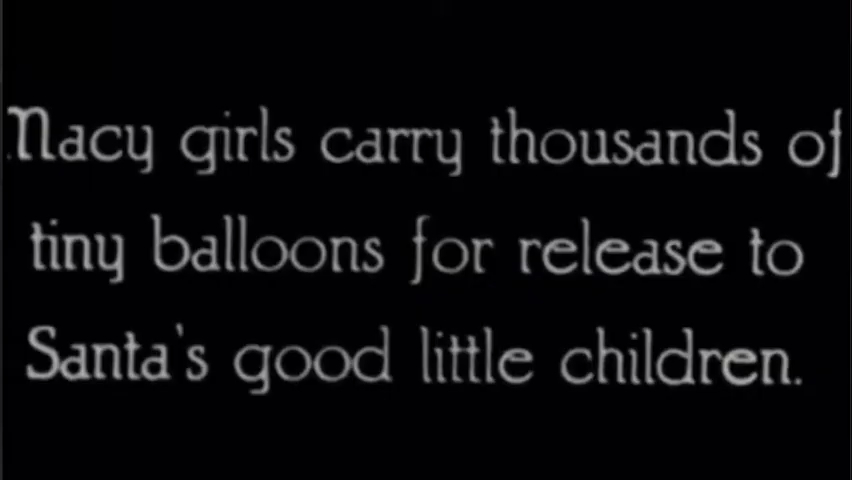 Macy girls carry thousands of
tiny balloons for release to
Santa's good little children.